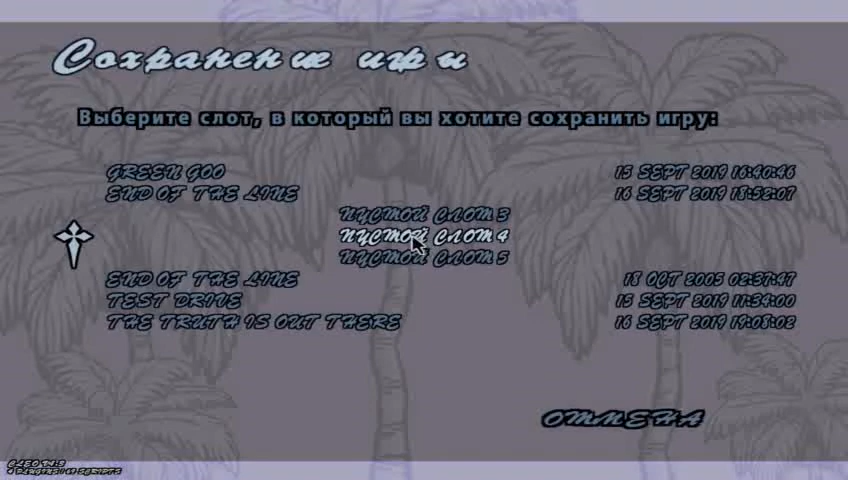 Сохранение игры
Выберите слот, в который вы хотите сохранить игру:
GREEN GOO 15 SEPT 2019 16:40:46
END OF THE LINE 16 SEPT 2019 18:52:07
ПУСТОЙ СЛОТ 3
ПУСТОЙ СЛОТ 4
ПУСТОЙ СЛОТ 5
END OF THE LINE 18 OCT 2005 02:37:47
TEST DRIVE 15 SEPT 2019 11:34:00
THE TRUTH IS OUT THERE 16 SEPT 2019 19:08:02
ОТМЕНА
CLEO
PLUGINS SCRIPTS